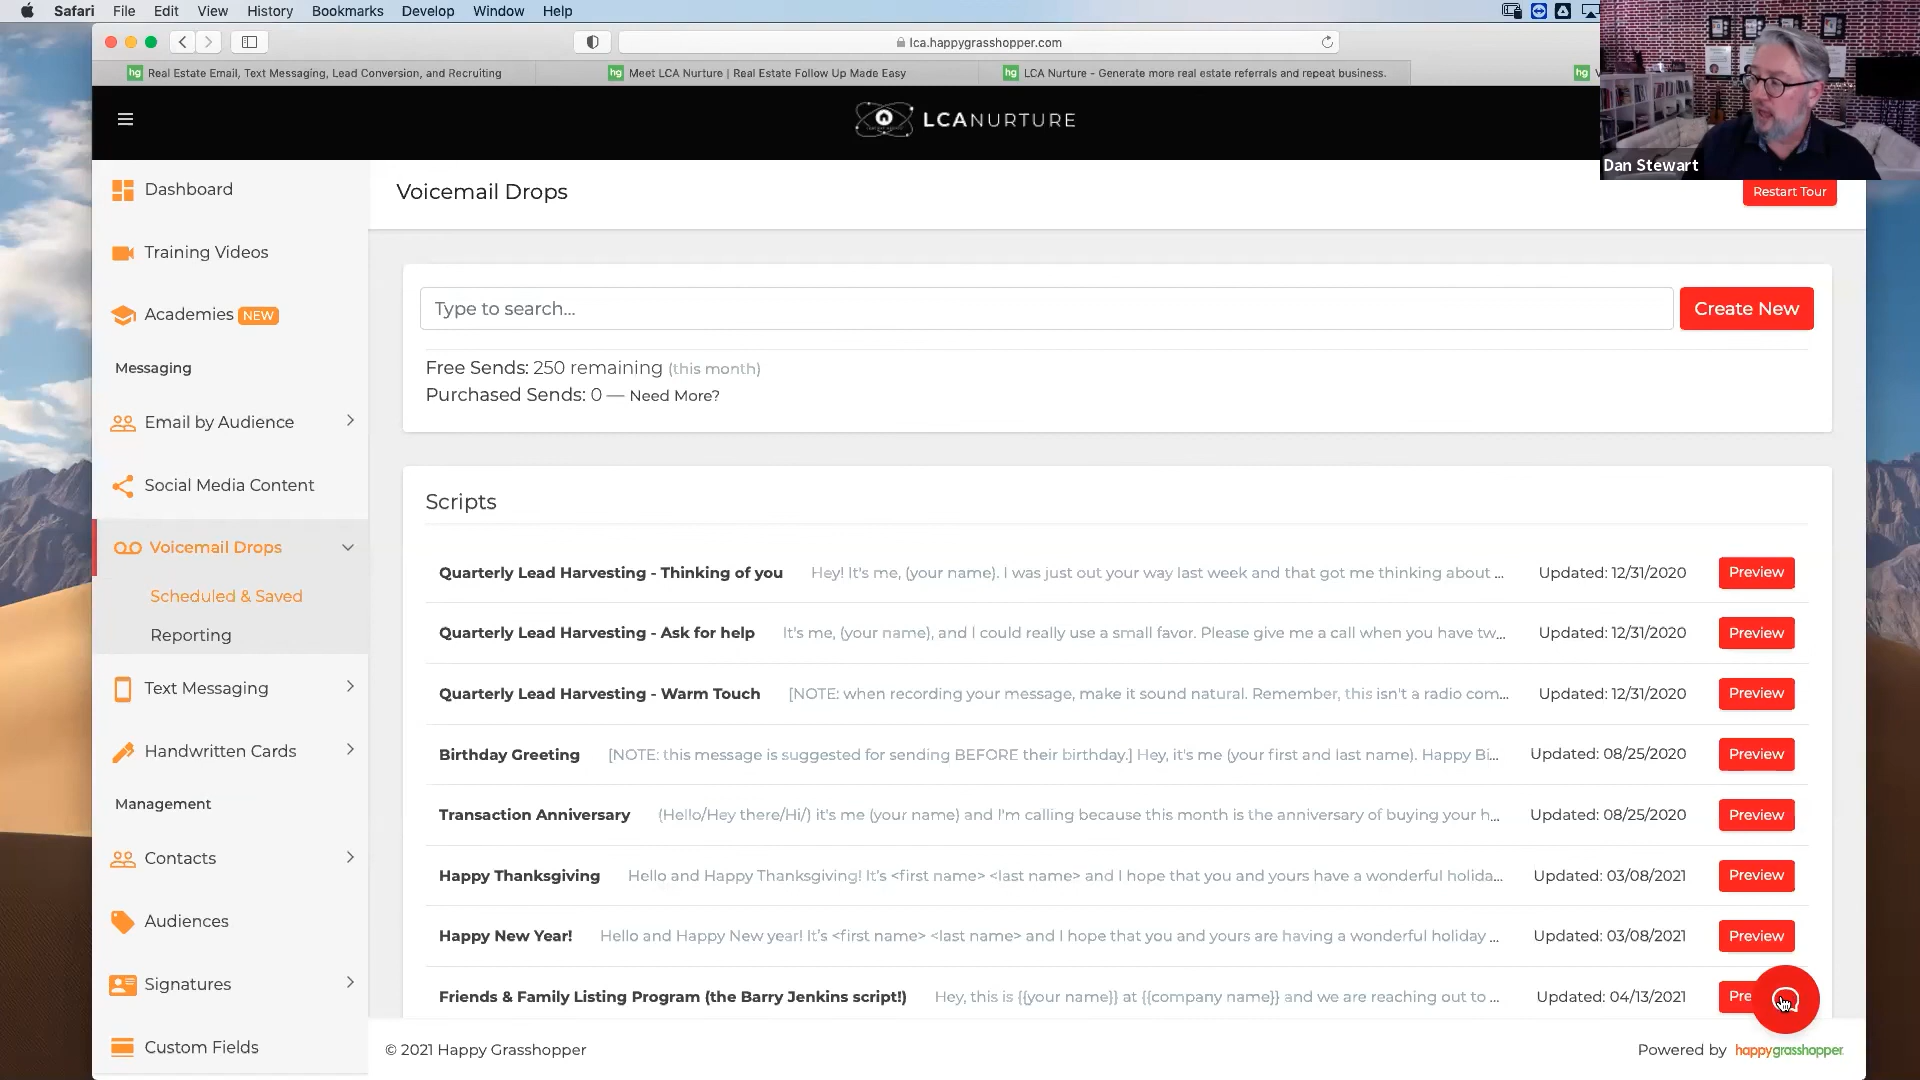 Safari File Edit View History Bookmarks Develop Window Help
lca.happygrasshopper.com
hg Real Estate Email, Text Messaging, Lead Conversion, and Recruiting
hg Meet LCA Nurture | Real Estate Follow Up Made Easy
hg LCA Nurture - Generate more real estate referrals and repeat business.
hg
LCANURTURE
Dan Stewart
Dashboard
Training Videos
Academies NEW
Messaging
Email by Audience
Social Media Content
Voicemail Drops
Scheduled & Saved
Reporting
Text Messaging
Handwritten Cards
Management
Contacts
Audiences
Signatures
Custom Fields
Voicemail Drops
Restart Tour
Type to search...
Create New
Free Sends: 250 remaining (this month)
Purchased Sends: 0 — Need More?
Scripts
Quarterly Lead Harvesting - Thinking of you Hey! It's me, (your name). I was just out your way last week and that got me thinking about ... Updated: 12/31/2020 Preview
Quarterly Lead Harvesting - Ask for help It's me, (your name), and I could really use a small favor. Please give me a call when you have tw... Updated: 12/31/2020 Preview
Quarterly Lead Harvesting - Warm Touch [NOTE: when recording your message, make it sound natural. Remember, this isn't a radio com... Updated: 12/31/2020 Preview
Birthday Greeting [NOTE: this message is suggested for sending BEFORE their birthday.] Hey, it's me (your first and last name). Happy Bi... Updated: 08/25/2020 Preview
Transaction Anniversary (Hello/Hey there/Hi/) it's me (your name) and I'm calling because this month is the anniversary of buying your h... Updated: 08/25/2020 Preview
Happy Thanksgiving Hello and Happy Thanksgiving! It's <first name> <last name> and I hope that you and yours have a wonderful holida... Updated: 03/08/2021 Preview
Happy New Year! Hello and Happy New year! It's <first name> <last name> and I hope that you and yours are having a wonderful holiday ... Updated: 03/08/2021 Preview
Friends & Family Listing Program (the Barry Jenkins script!) Hey, this is {{your name}} at {{company name}} and we are reaching out to ... Updated: 04/13/2021 Pre
© 2021 Happy Grasshopper
Powered by happygrasshopper